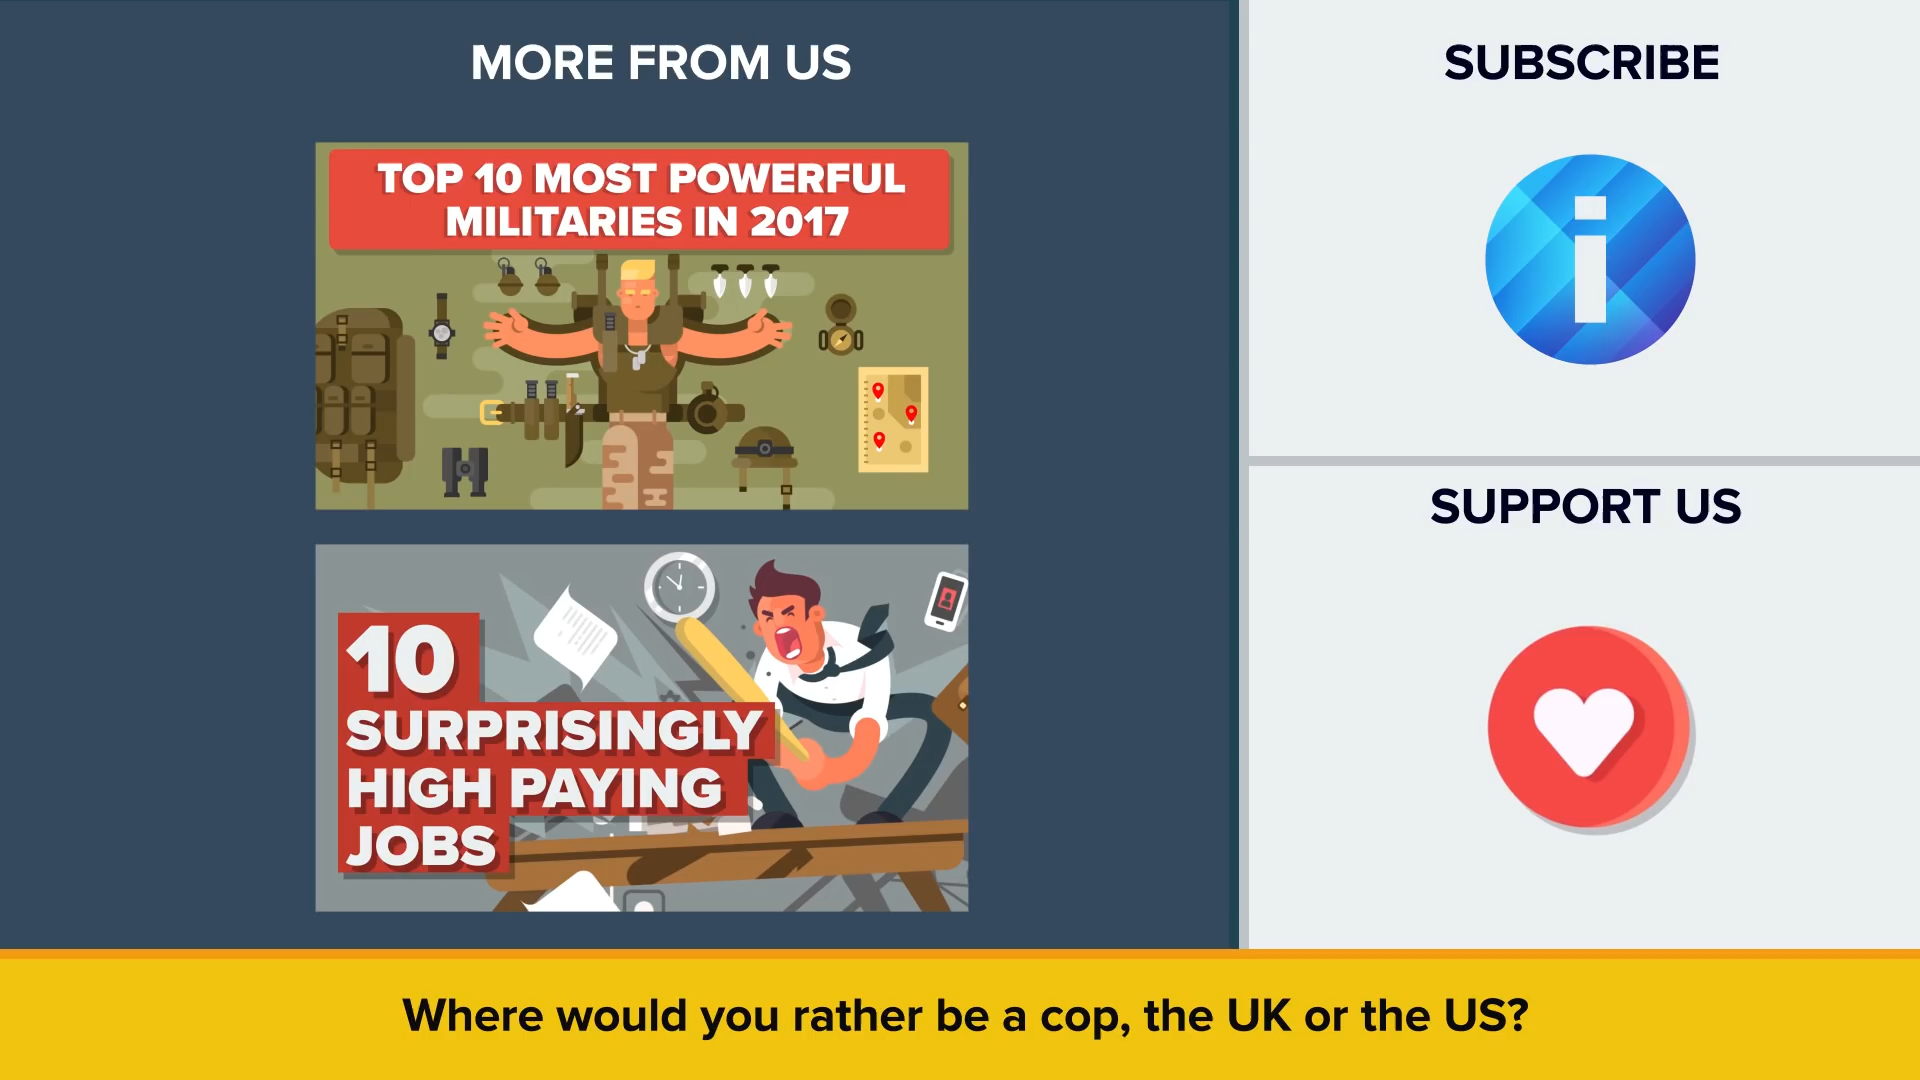 MORE FROM US
TOP 10 MOST POWERFUL
MILITARIES IN 2017
10
SURPRISINGLY
HIGH PAYING
JOBS
SUBSCRIBE
i
SUPPORT US
Where would you rather be a cop, the UK or the US?